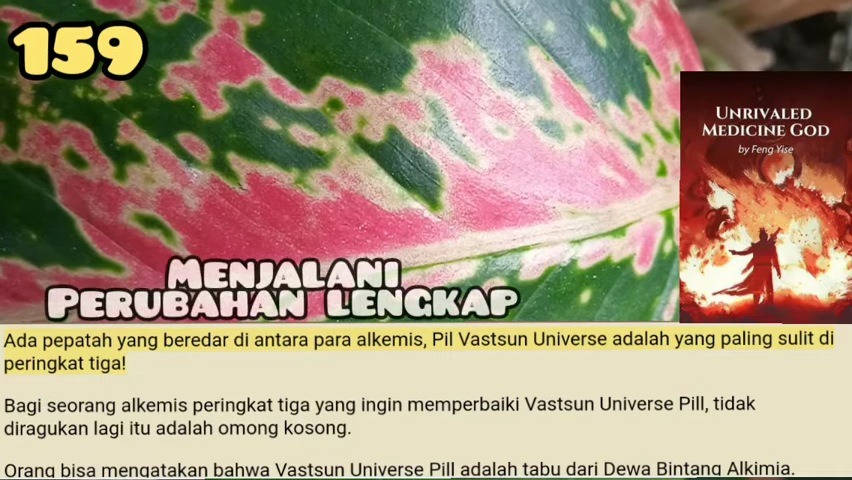 159
UNRIVALED
MEDICINE GOD
by Feng Yise
MENJALANI
PERUBAHAN LENGKAP
Ada pepatah yang beredar di antara para alkemis, Pil Vastsun Universe adalah yang paling sulit di
peringkat tiga!
Bagi seorang alkemis peringkat tiga yang ingin memperbaiki Vastsun Universe Pill, tidak
diragukan lagi itu adalah omong kosong.
Orang bisa mengatakan bahwa Vastsun Universe Pill adalah tabu dari Dewa Bintang Alkimia.